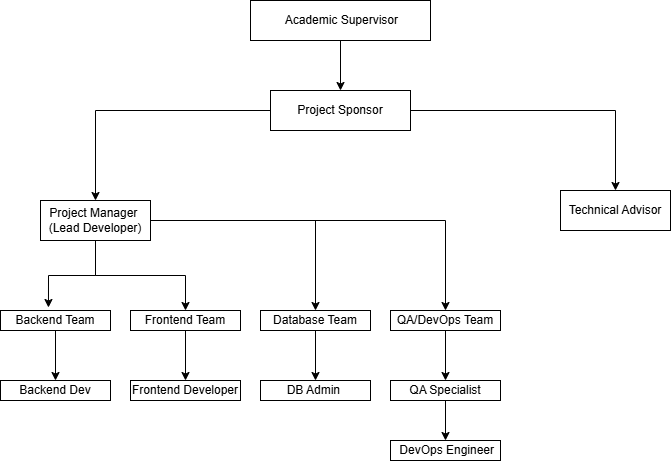 Academic Supervisor
Project Sponsor
Project Manager
(Lead Developer)
Technical Advisor
Backend Team
Frontend Team
Database Team
QA/DevOps Team
Backend Dev
Frontend Developer
DB Admin
QA Specialist
DevOps Engineer